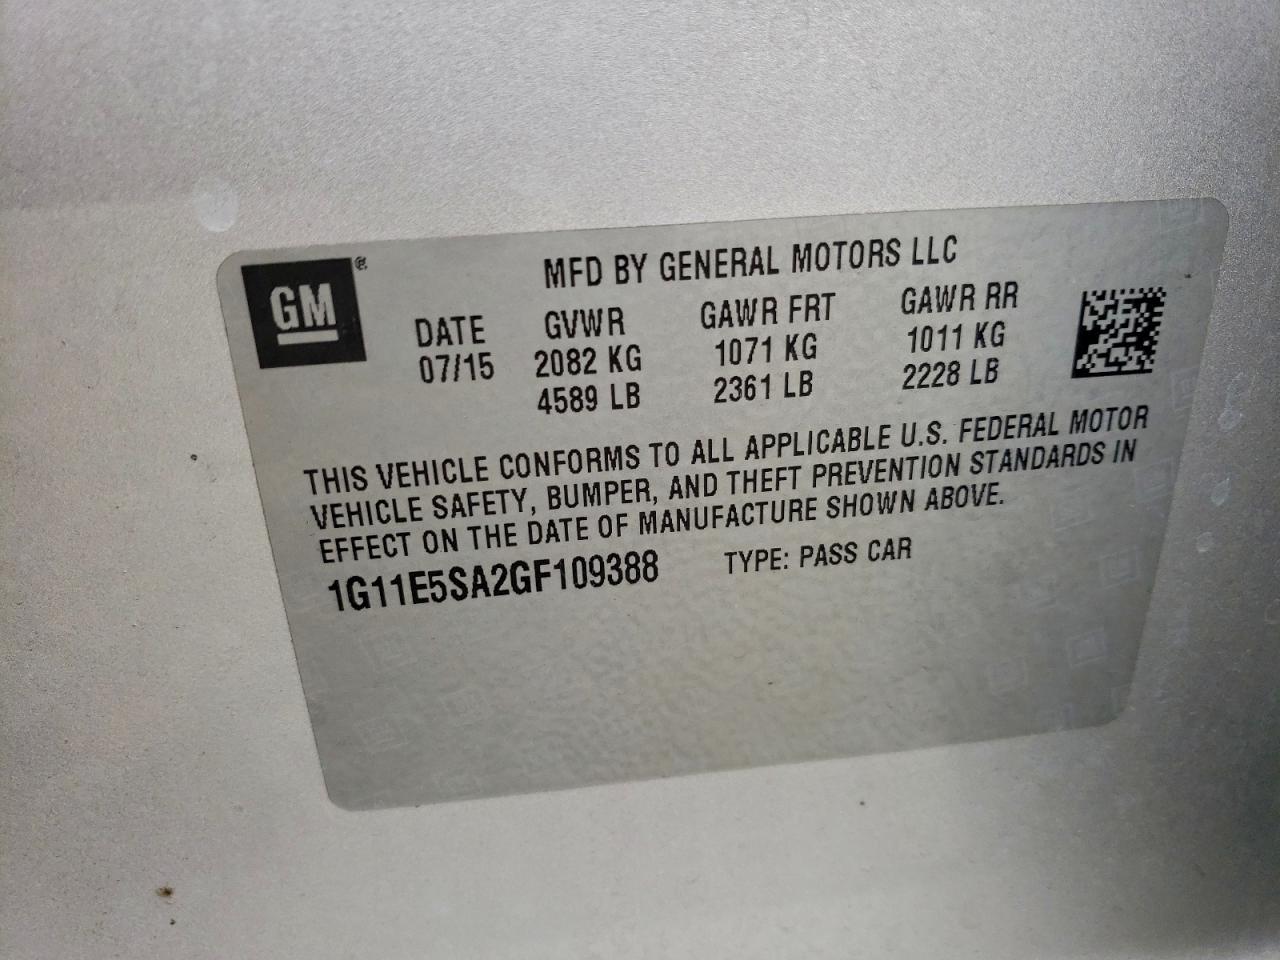 GM®
MFD BY GENERAL MOTORS LLC
DATE GVWR GAWR FRT GAWR RR
07/15 2082 KG 1071 KG 1011 KG
4589 LB 2361 LB 2228 LB
THIS VEHICLE CONFORMS TO ALL APPLICABLE U.S. FEDERAL MOTOR
VEHICLE SAFETY, BUMPER, AND THEFT PREVENTION STANDARDS IN
EFFECT ON THE DATE OF MANUFACTURE SHOWN ABOVE.
1G11E5SA2GF109388 TYPE: PASS CAR